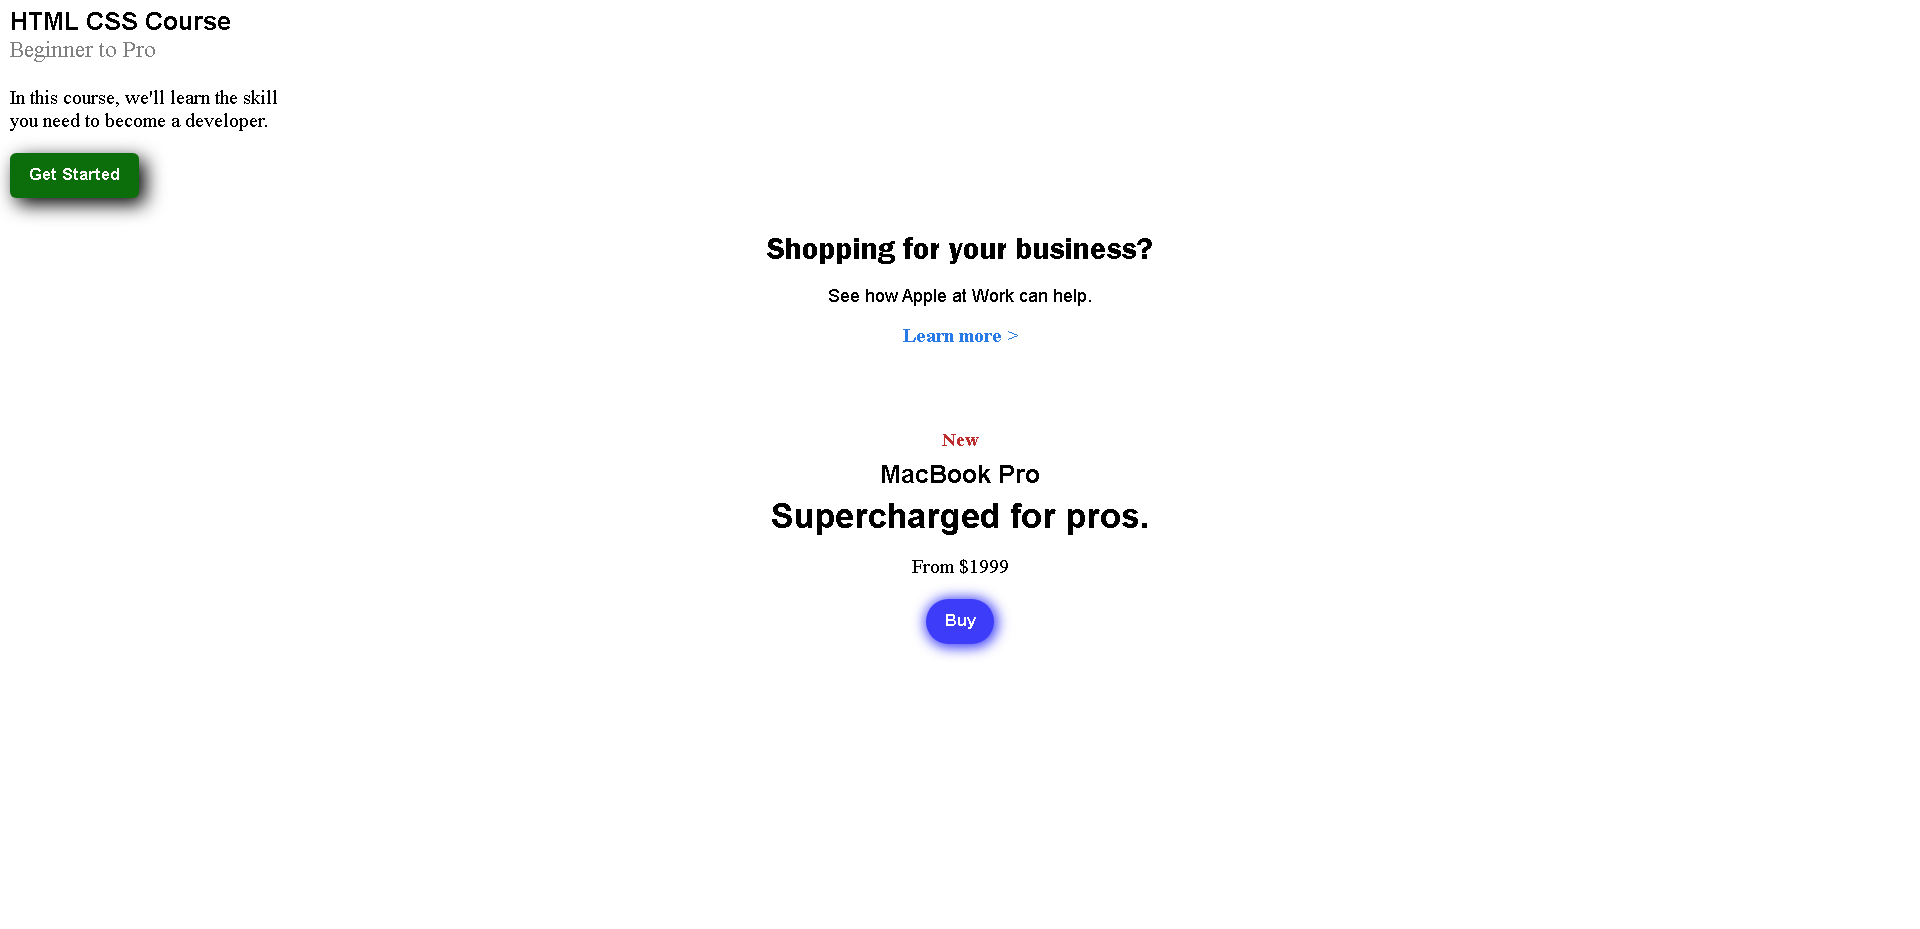 HTML CSS Course
Beginner to Pro
In this course, we'll learn the skill
you need to become a developer.
Get Started
Shopping for your business?
See how Apple at Work can help.
Learn more >
New
MacBook Pro
Supercharged for pros.
From $1999
Buy